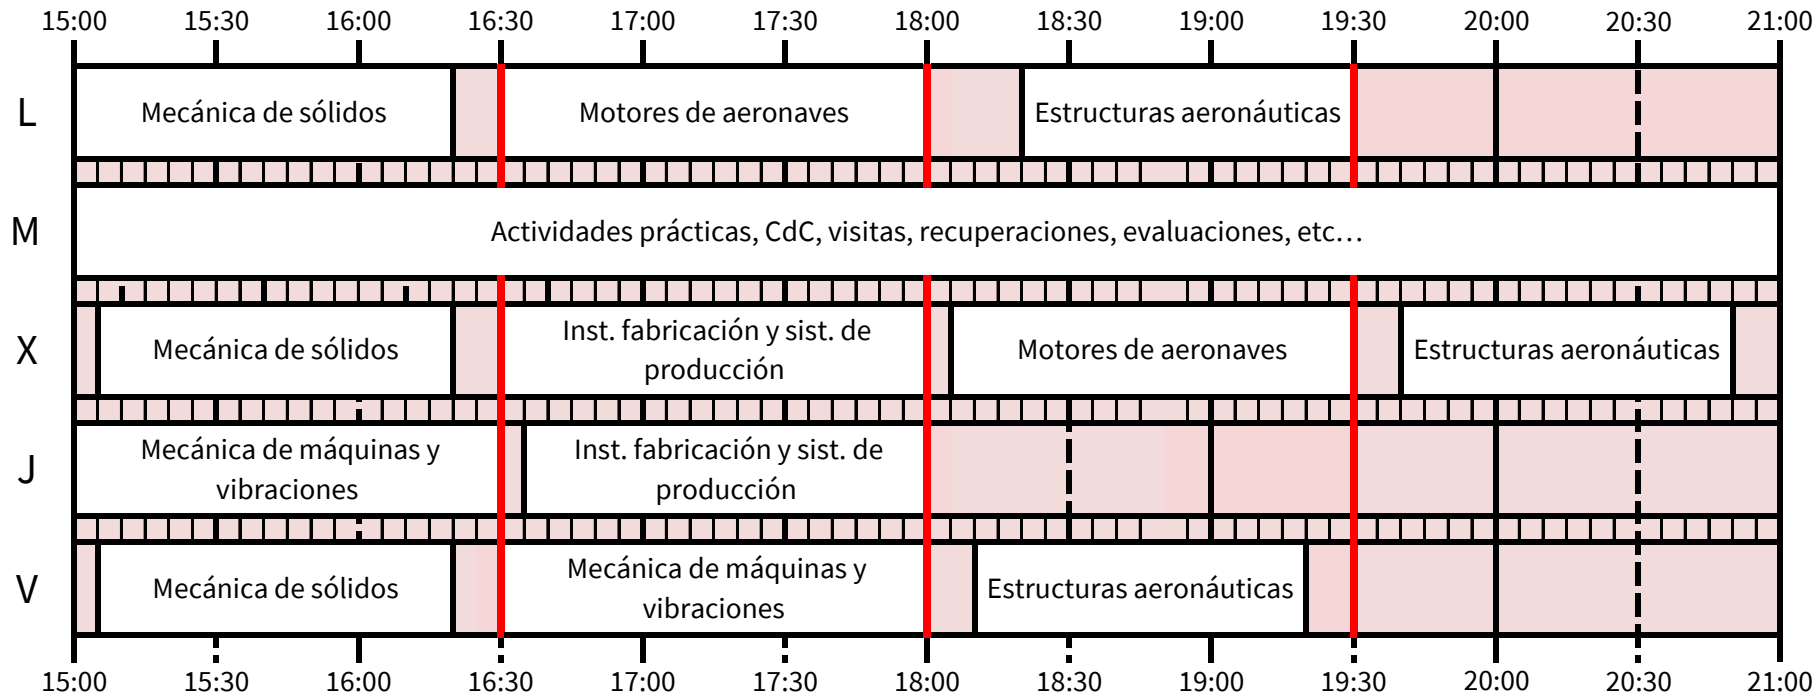 15:00 15:30 16:00 16:30 17:00 17:30 18:00 18:30 19:00 19:30 20:00 20:30 21:00
L
Mecánica de sólidos
Motores de aeronaves
Estructuras aeronáuticas
M
Actividades prácticas, CdC, visitas, recuperaciones, evaluaciones, etc…
X
Mecánica de sólidos
Inst. fabricación y sist. de
producción
Motores de aeronaves
Estructuras aeronáuticas
J
Mecánica de máquinas y
vibraciones
Inst. fabricación y sist. de
producción
V
Mecánica de sólidos
Mecánica de máquinas y
vibraciones
Estructuras aeronáuticas
15:00 15:30 16:00 16:30 17:00 17:30 18:00 18:30 19:00 19:30 20:00 20:30 21:00